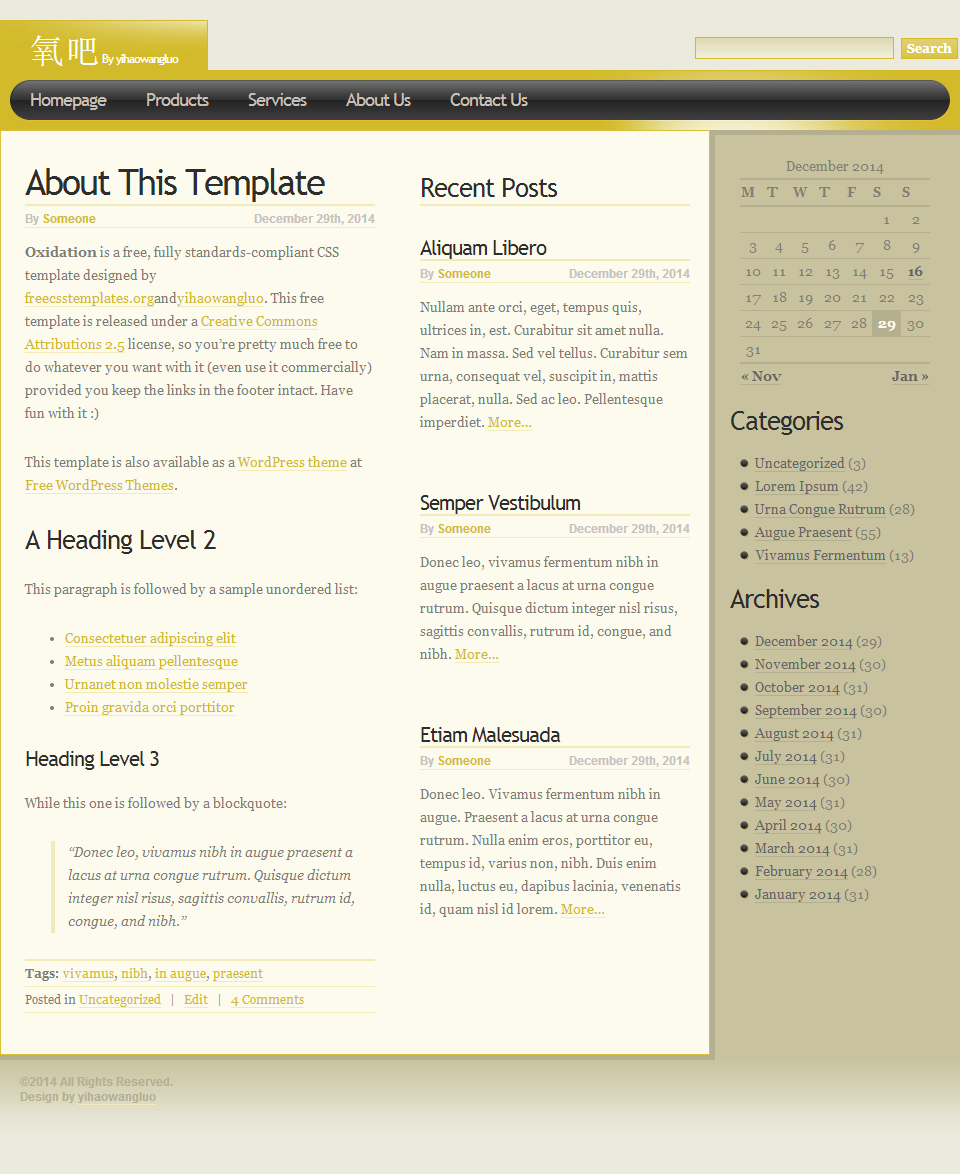 氧吧 By yihaowangluo
Search
Homepage Products Services About Us Contact Us
About This Template
By Someone December 29th, 2014
Oxidation is a free, fully standards-compliant CSS
template designed by
freecsstemplates.organdyihaowangluo. This free
template is released under a Creative Commons
Attributions 2.5 license, so you’re pretty much free to
do whatever you want with it (even use it commercially)
provided you keep the links in the footer intact. Have
fun with it :)
This template is also available as a WordPress theme at
Free WordPress Themes.
A Heading Level 2
This paragraph is followed by a sample unordered list:
• Consectetuer adipiscing elit
• Metus aliquam pellentesque
• Urnanet non molestie semper
• Proin gravida orci porttitor
Heading Level 3
While this one is followed by a blockquote:
“Donec leo, vivamus nibh in augue praesent a
lacus at urna congue rutrum. Quisque dictum
integer nisl risus, sagittis convallis, rutrum id,
congue, and nibh.”
Tags: vivamus, nibh, in augue, praesent
Posted in Uncategorized | Edit | 4 Comments
Recent Posts
Aliquam Libero
By Someone December 29th, 2014
Nullam ante orci, eget, tempus quis,
ultrices in, est. Curabitur sit amet nulla.
Nam in massa. Sed vel tellus. Curabitur sem
urna, consequat vel, suscipit in, mattis
placerat, nulla. Sed ac leo. Pellentesque
imperdiet. More…
Semper Vestibulum
By Someone December 29th, 2014
Donec leo, vivamus fermentum nibh in
augue praesent a lacus at urna congue
rutrum. Quisque dictum integer nisl risus,
sagittis convallis, rutrum id, congue, and
nibh. More…
Etiam Malesuada
By Someone December 29th, 2014
Donec leo. Vivamus fermentum nibh in
augue. Praesent a lacus at urna congue
rutrum. Nulla enim eros, porttitor eu,
tempus id, varius non, nibh. Duis enim
nulla, luctus eu, dapibus lacinia, venenatis
id, quam nisl id lorem. More…
December 2014
M T W T F S S
1 2
3 4 5 6 7 8 9
10 11 12 13 14 15 16
17 18 19 20 21 22 23
24 25 26 27 28 29 30
31
« Nov Jan »
Categories
Uncategorized (3)
Lorem Ipsum (42)
Urna Congue Rutrum (28)
Augue Praesent (55)
Vivamus Fermentum (13)
Archives
December 2014 (29)
November 2014 (30)
October 2014 (31)
September 2014 (30)
August 2014 (31)
July 2014 (31)
June 2014 (30)
May 2014 (31)
April 2014 (30)
March 2014 (31)
February 2014 (28)
January 2014 (31)
©2014 All Rights Reserved.
Design by yihaowangluo